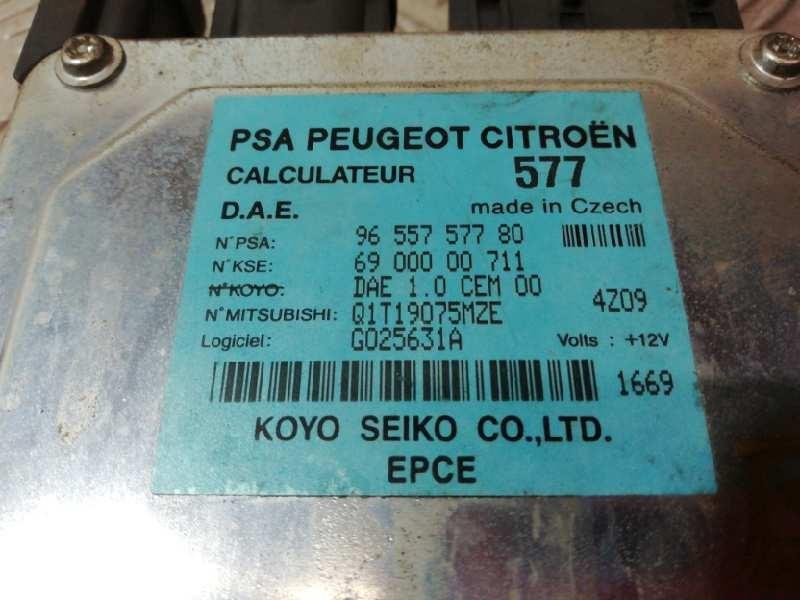 PSA PEUGEOT CITROËN
CALCULATEUR 577
D.A.E. made in Czech
N°PSA: 96 557 577 80
N°KSE: 69 000 00 711
N°KOYO: DAE 1.0 CEM 00
N°MITSUBISHI: Q1T19075MZE 4Z09
Logiciel: G025631A Volts : +12V
1669
KOYO SEIKO CO.,LTD.
EPCE